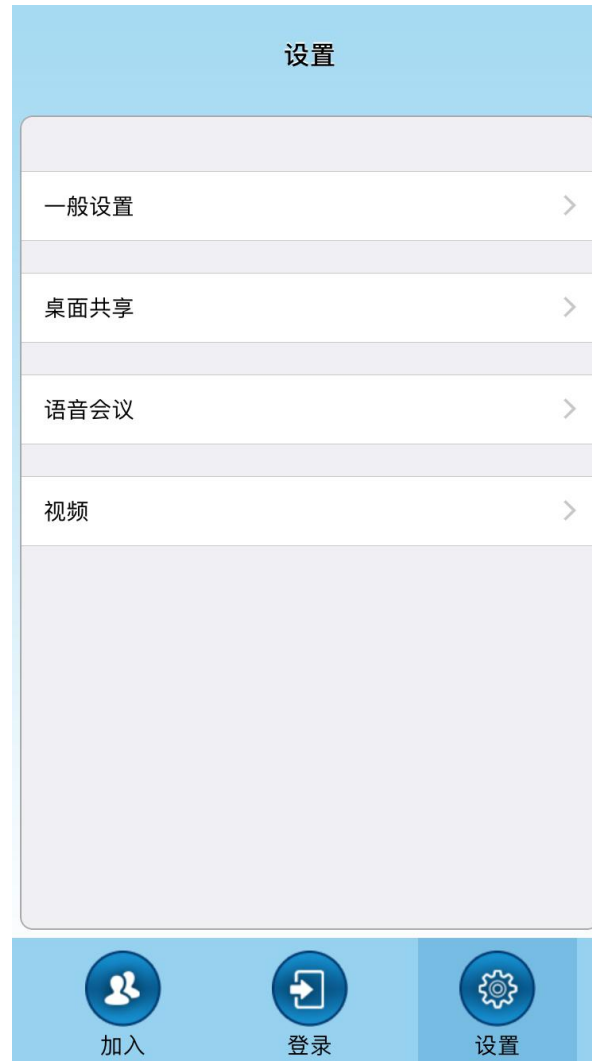 设置
一般设置
桌面共享
语音会议
视频
加入 登录 设置